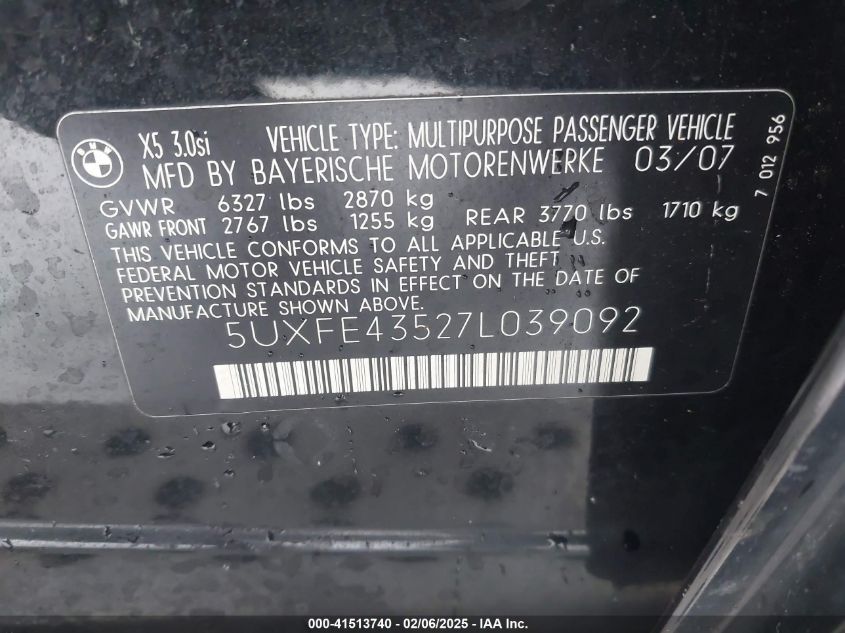 BMW
X5 3.0si VEHICLE TYPE: MULTIPURPOSE PASSENGER VEHICLE
MFD BY BAYERISCHE MOTORENWERKE 03/07
GVWR 6327 lbs 2870 kg
GAWR FRONT 2767 lbs 1255 kg REAR 3770 lbs 1710 kg
THIS VEHICLE CONFORMS TO ALL APPLICABLE U.S.
FEDERAL MOTOR VEHICLE SAFETY AND THEFT
PREVENTION STANDARDS IN EFFECT ON THE DATE OF
MANUFACTURE SHOWN ABOVE.
5UXFE43527L039092
7 012 956
000-41513740 - 02/06/2025 - IAA Inc.